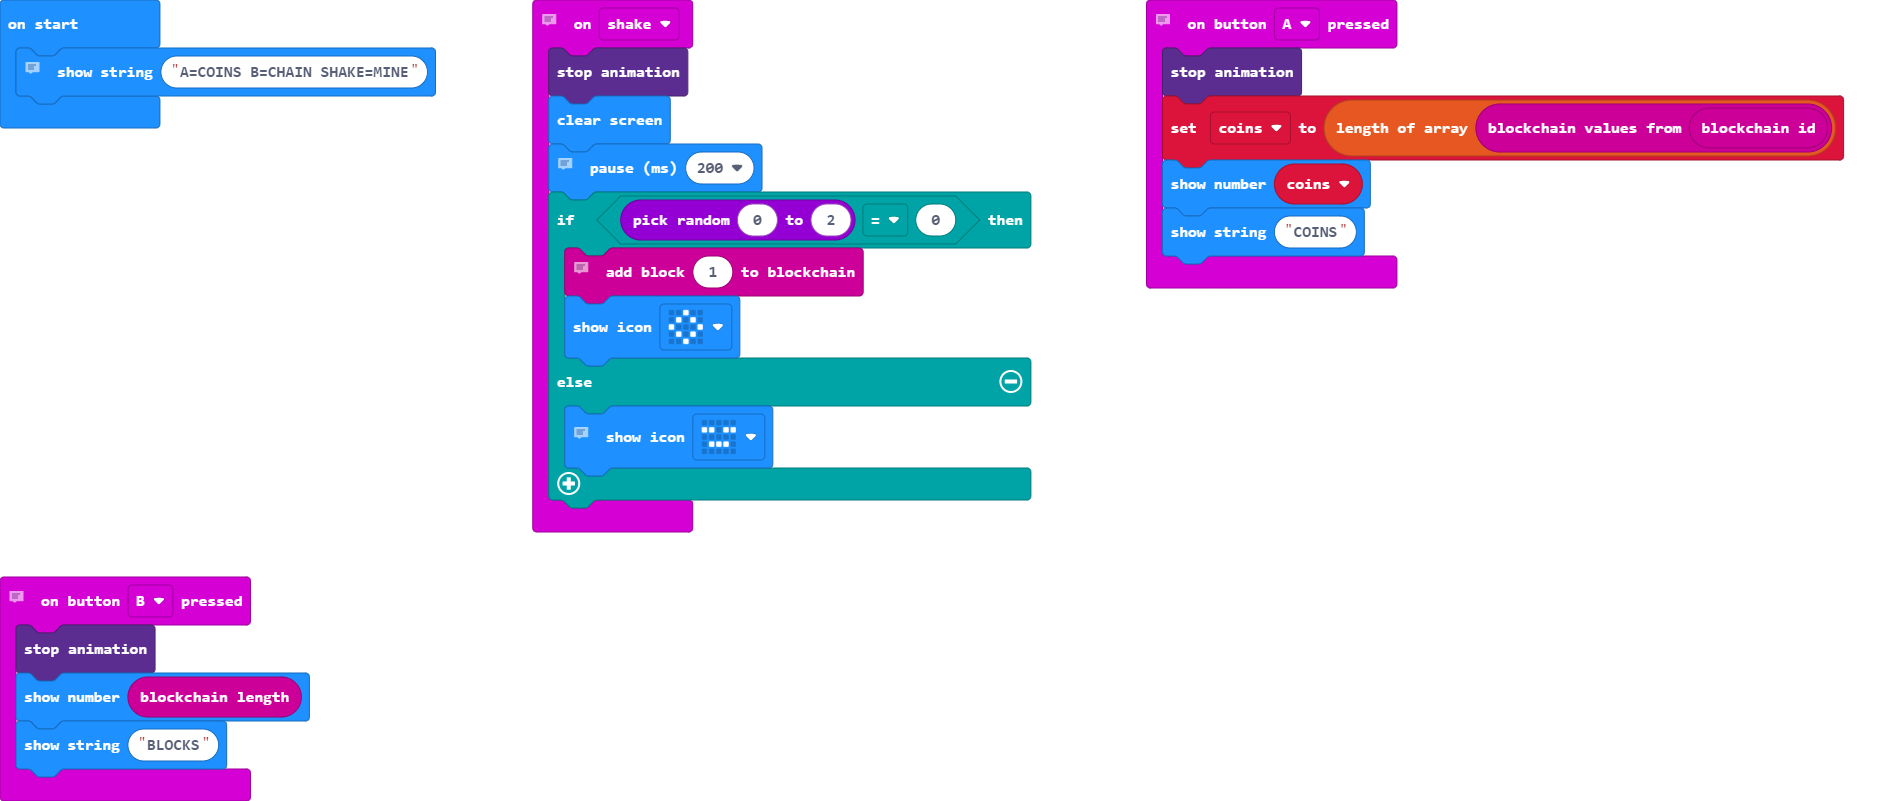 on start
show string "A=COINS B=CHAIN SHAKE=MINE"
on shake
stop animation
clear screen
pause (ms) 200
if pick random 0 to 2 = 0 then
add block 1 to blockchain
show icon
else
show icon
on button A pressed
stop animation
set coins to length of array blockchain values from blockchain id
show number coins
show string "COINS"
on button B pressed
stop animation
show number blockchain length
show string "BLOCKS"